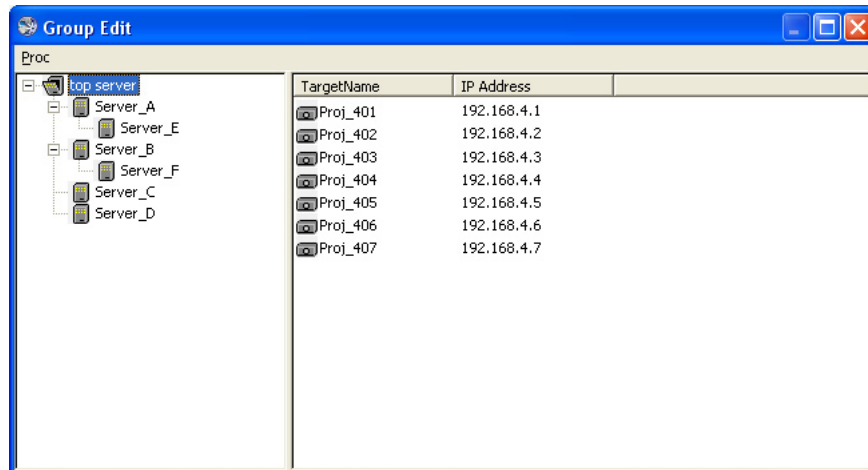 Group Edit
Proc
top server
Server_A
Server_E
Server_B
Server_F
Server_C
Server_D
TargetName IP Address
Proj_401 192.168.4.1
Proj_402 192.168.4.2
Proj_403 192.168.4.3
Proj_404 192.168.4.4
Proj_405 192.168.4.5
Proj_406 192.168.4.6
Proj_407 192.168.4.7